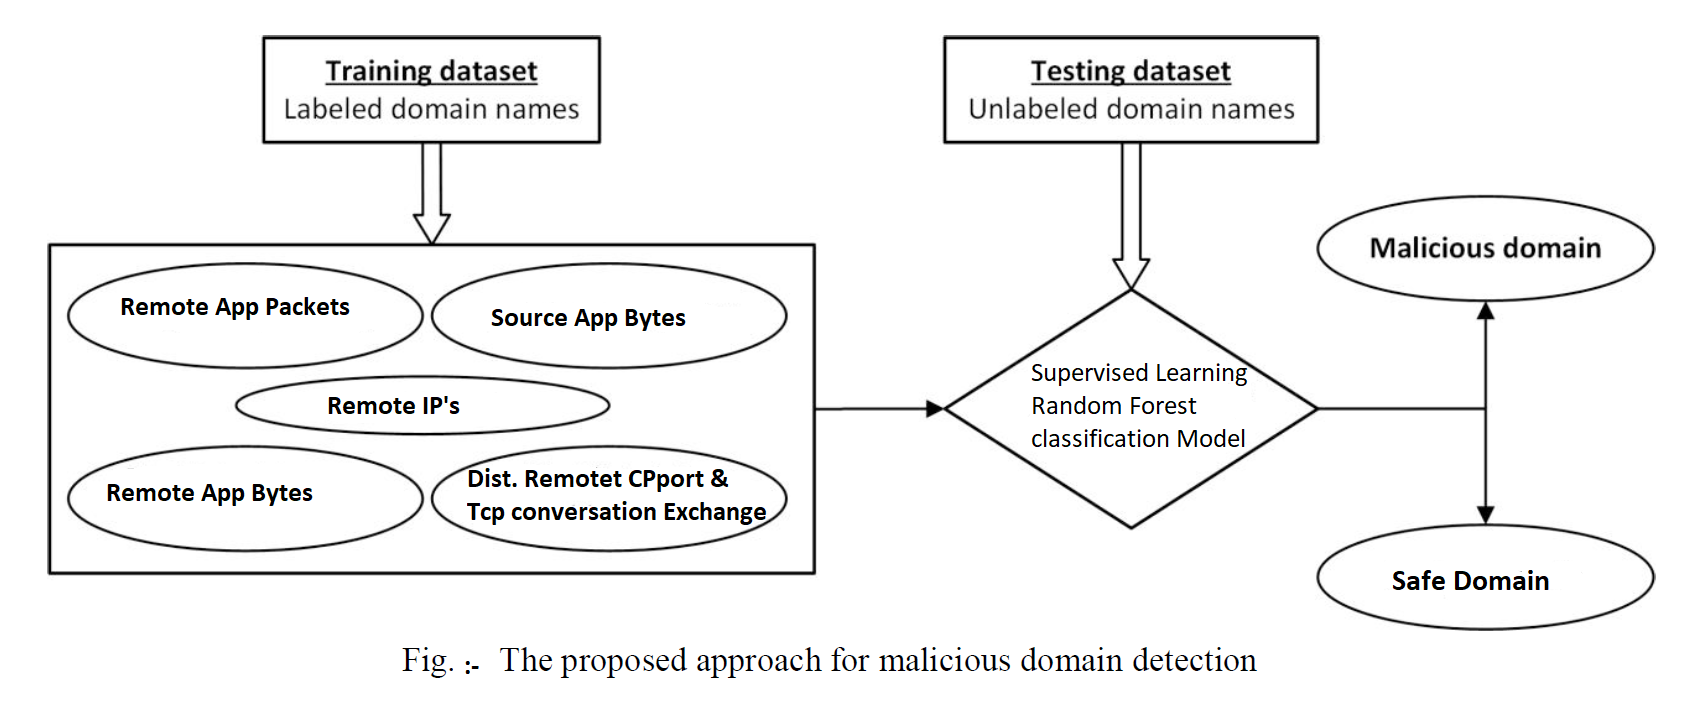 Training dataset
Labeled domain names
Testing dataset
Unlabeled domain names
Remote App Packets
Source App Bytes
Remote IP's
Remote App Bytes
Dist. Remotet CPport &
Tcp conversation Exchange
Supervised Learning
Random Forest
classification Model
Malicious domain
Safe Domain
Fig. :- The proposed approach for malicious domain detection